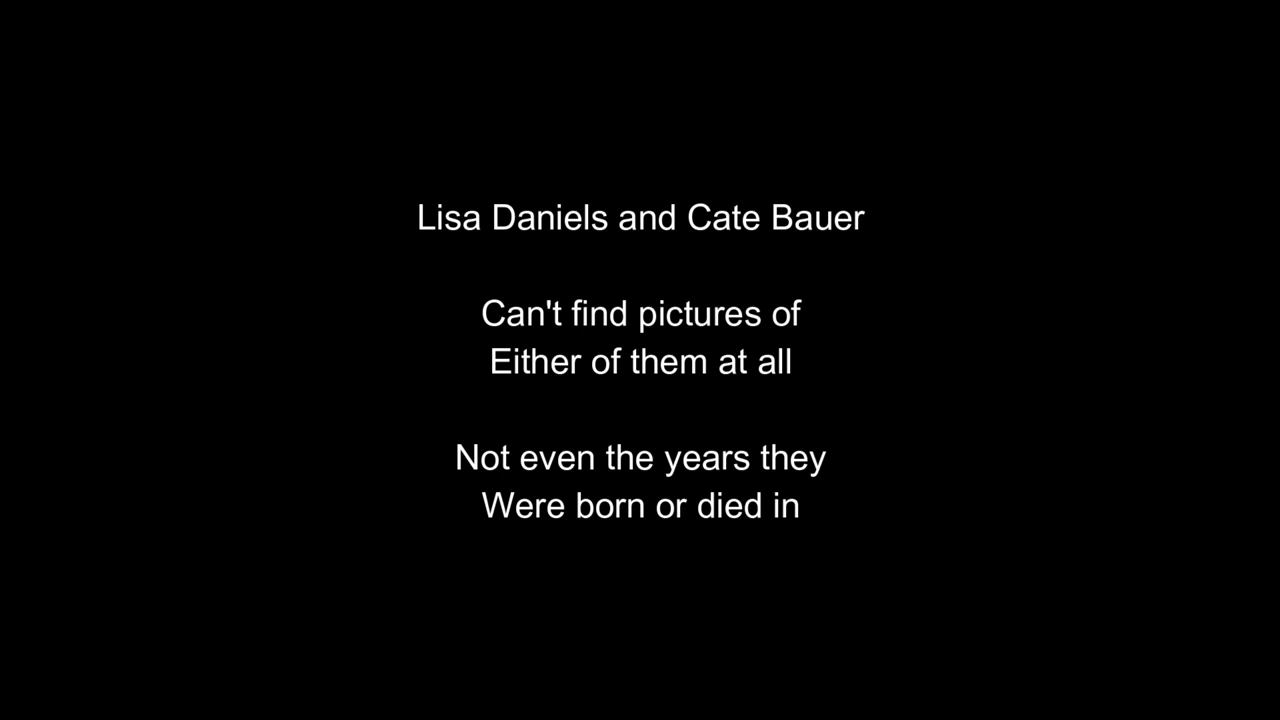 Lisa Daniels and Cate Bauer
Can't find pictures of
Either of them at all
Not even the years they
Were born or died in